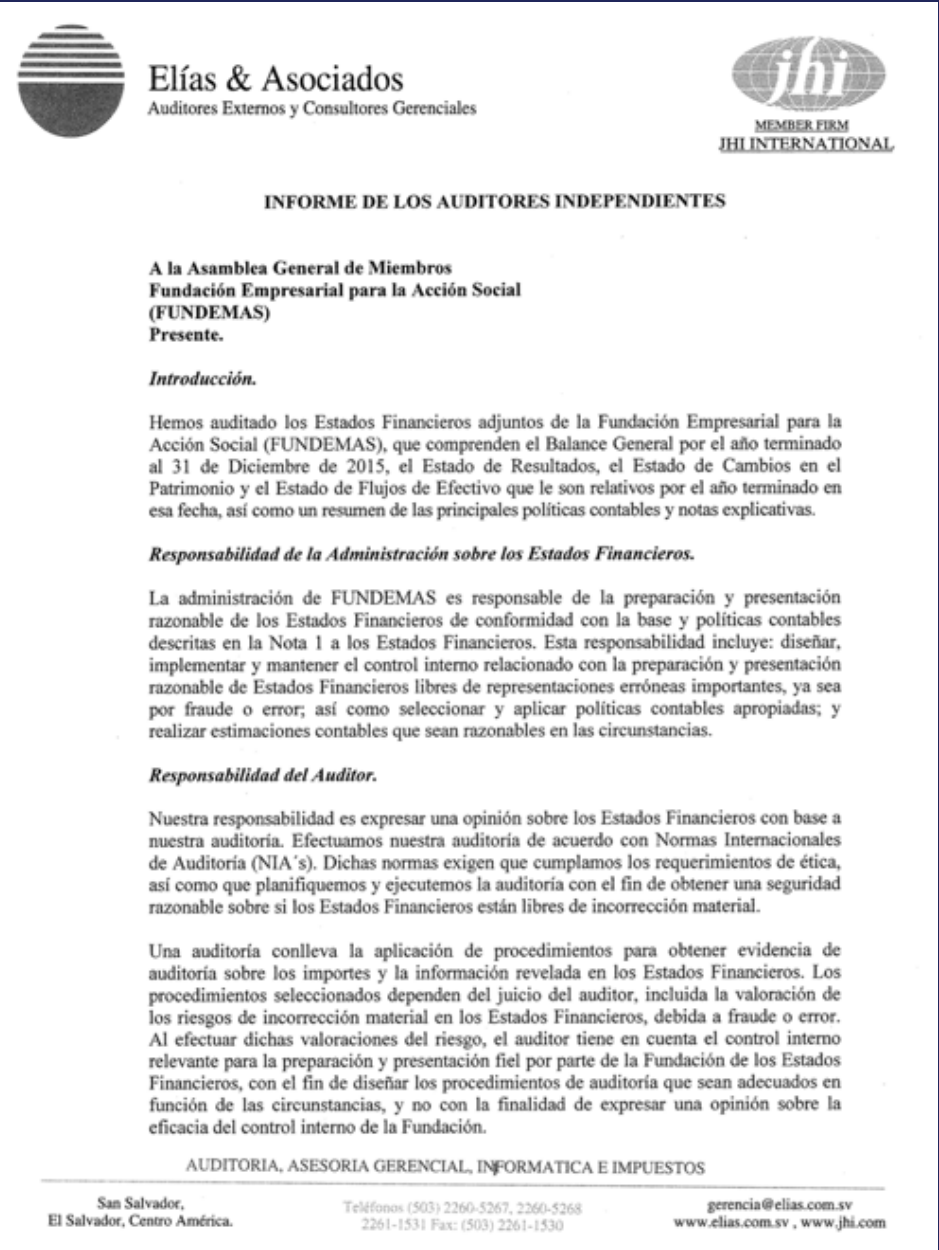 Elías & Asociados
Auditores Externos y Consultores Gerenciales
jhi
MEMBER FIRM
JHI INTERNATIONAL
INFORME DE LOS AUDITORES INDEPENDIENTES
A la Asamblea General de Miembros
Fundación Empresarial para la Acción Social
(FUNDEMAS)
Presente.
Introducción.
Hemos auditado los Estados Financieros adjuntos de la Fundación Empresarial para la
Acción Social (FUNDEMAS), que comprenden el Balance General por el año terminado
al 31 de Diciembre de 2015, el Estado de Resultados, el Estado de Cambios en el
Patrimonio y el Estado de Flujos de Efectivo que le son relativos por el año terminado en
esa fecha, así como un resumen de las principales políticas contables y notas explicativas.
Responsabilidad de la Administración sobre los Estados Financieros.
La administración de FUNDEMAS es responsable de la preparación y presentación
razonable de los Estados Financieros de conformidad con la base y políticas contables
descritas en la Nota 1 a los Estados Financieros. Esta responsabilidad incluye: diseñar,
implementar y mantener el control interno relacionado con la preparación y presentación
razonable de Estados Financieros libres de representaciones erróneas importantes, ya sea
por fraude o error; así como seleccionar y aplicar políticas contables apropiadas; y
realizar estimaciones contables que sean razonables en las circunstancias.
Responsabilidad del Auditor.
Nuestra responsabilidad es expresar una opinión sobre los Estados Financieros con base a
nuestra auditoría. Efectuamos nuestra auditoría de acuerdo con Normas Internacionales
de Auditoría (NIA´s). Dichas normas exigen que cumplamos los requerimientos de ética,
así como que planifiquemos y ejecutemos la auditoría con el fin de obtener una seguridad
razonable sobre si los Estados Financieros están libres de incorrección material.
Una auditoría conlleva la aplicación de procedimientos para obtener evidencia de
auditoría sobre los importes y la información revelada en los Estados Financieros. Los
procedimientos seleccionados dependen del juicio del auditor, incluida la valoración de
los riesgos de incorrección material en los Estados Financieros, debida a fraude o error.
Al efectuar dichas valoraciones del riesgo, el auditor tiene en cuenta el control interno
relevante para la preparación y presentación fiel por parte de la Fundación de los Estados
Financieros, con el fin de diseñar los procedimientos de auditoría que sean adecuados en
función de las circunstancias, y no con la finalidad de expresar una opinión sobre la
eficacia del control interno de la Fundación.
AUDITORIA, ASESORIA GERENCIAL, INFORMATICA E IMPUESTOS
San Salvador,
El Salvador, Centro América.
Teléfonos (503) 2260-5267, 2260-5268
2261-1531 Fax: (503) 2261-1530
gerencia@elias.com.sv
www.elias.com.sv , www.jhi.com